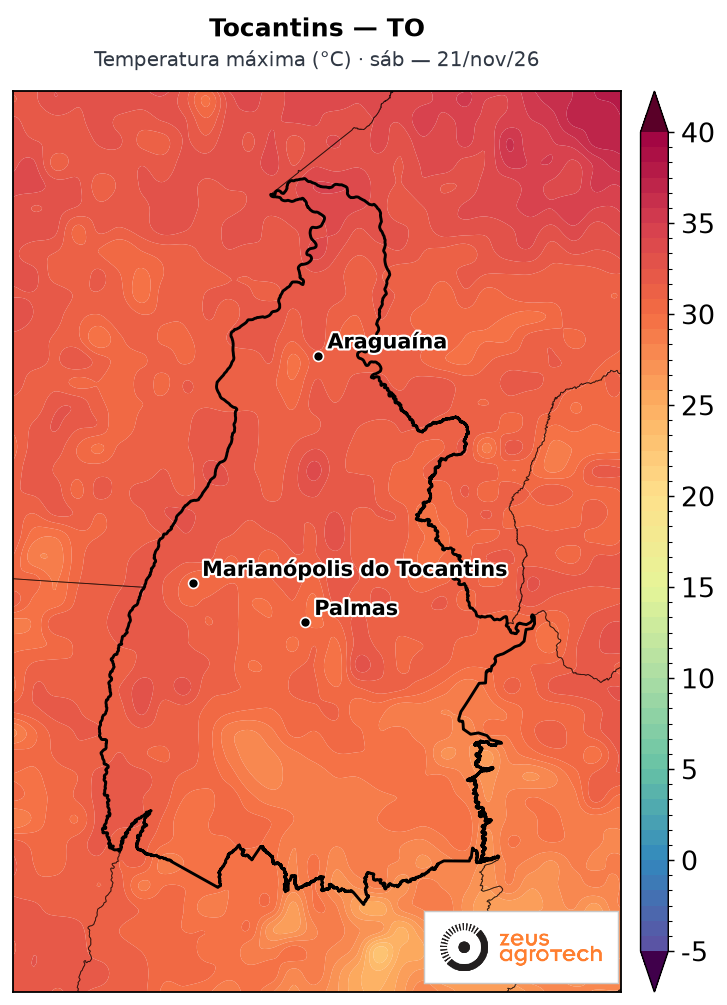 Tocantins — TO
Temperatura máxima (°C) · sáb — 21/nov/26
Araguaína
Marianópolis do Tocantins
Palmas
40
35
30
25
20
15
10
5
0
-5
zeus
agrotech